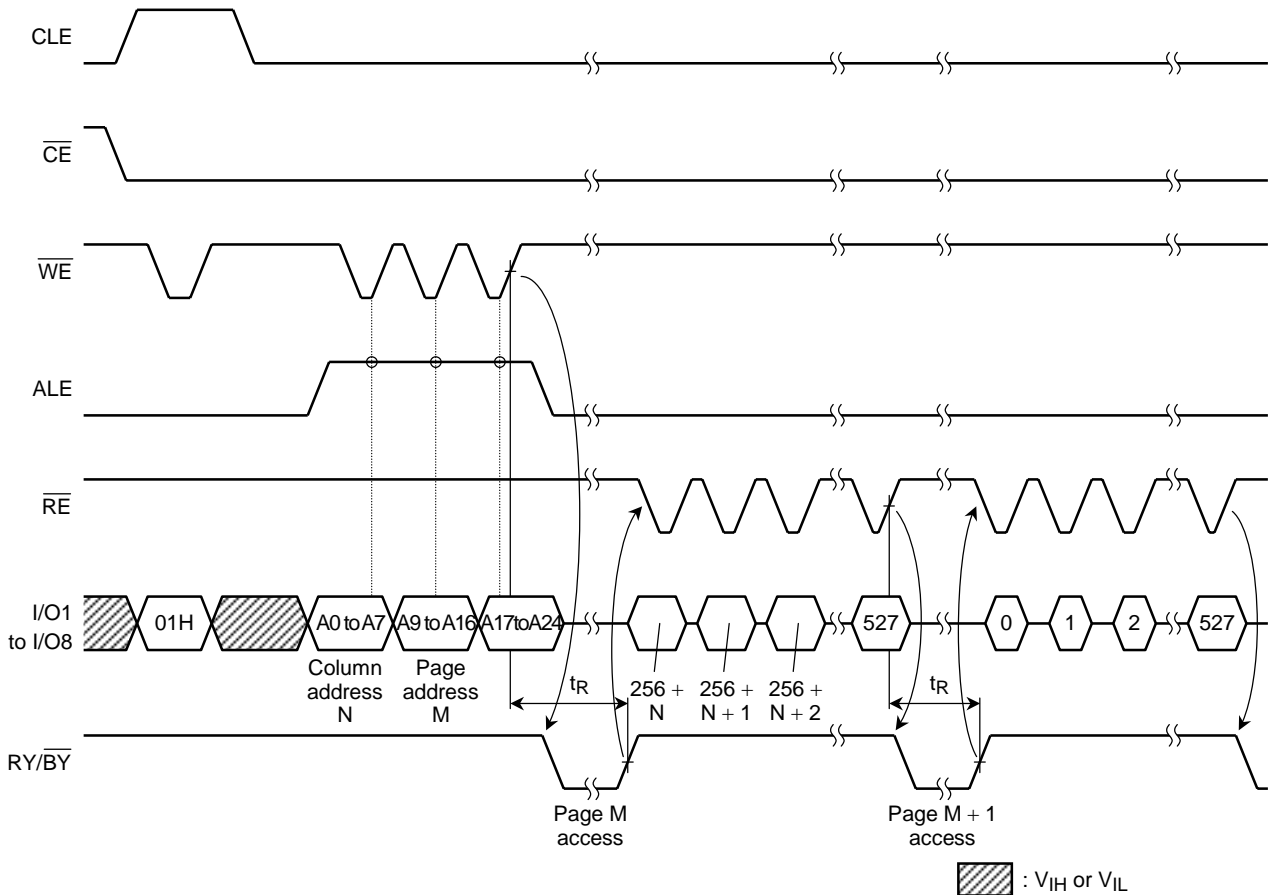 CLE
CE
WE
ALE
RE
I/O1
to I/O8
01H
A0 to A7
A9 to A16
A17 to A24
527
0
1
2
527
Column
address
N
Page
address
M
tR
256 +
N
256 +
N + 1
256 +
N + 2
tR
RY/BY
Page M
access
Page M + 1
access
: VIH or VIL